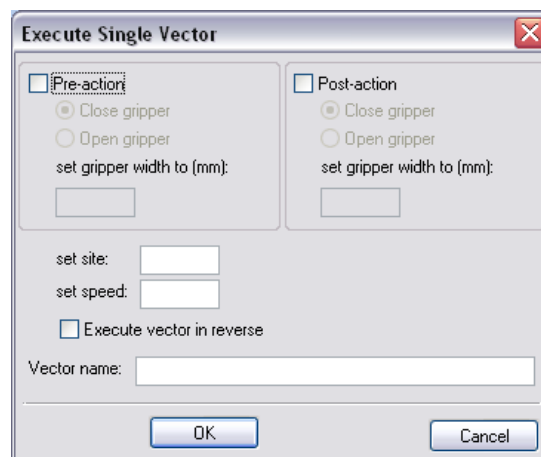 Execute Single Vector
Pre-action
Close gripper
Open gripper
set gripper width to (mm):
Post-action
Close gripper
Open gripper
set gripper width to (mm):
set site:
set speed:
Execute vector in reverse
Vector name:
OK
Cancel